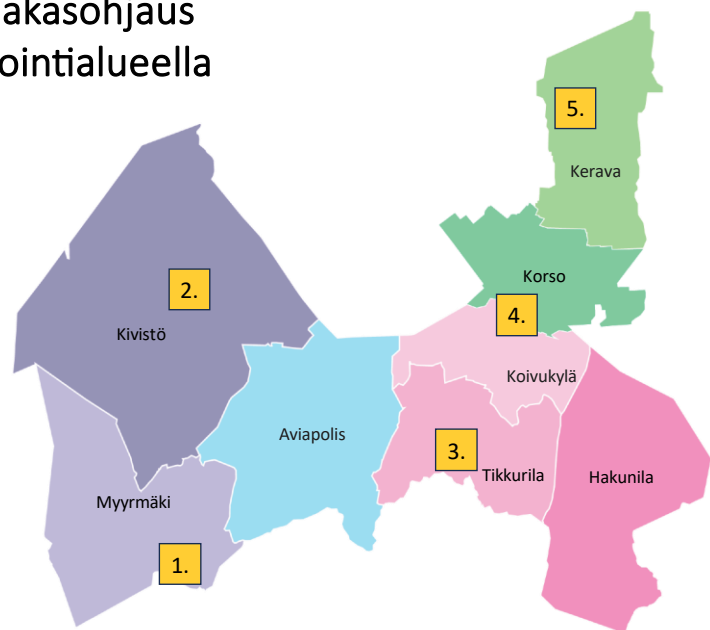 akasohjaus
ointialueella
5.
Kerava
Korso
2.
4.
Kivistö
Koivukylä
Aviapolis
3.
Tikkurila
Hakunila
Myyrmäki
1.